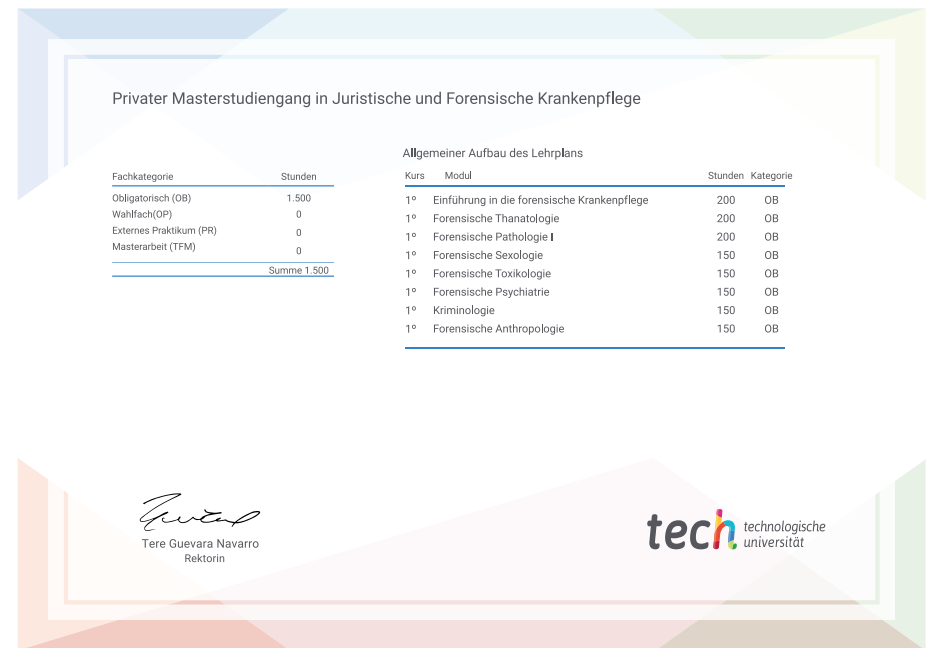 Privater Masterstudiengang in Juristische und Forensische Krankenpflege
Fachkategorie Stunden
Obligatorisch (OB) 1.500
Wahlfach(OP) 0
Externes Praktikum (PR) 0
Masterarbeit (TFM) 0
Summe 1.500
Allgemeiner Aufbau des Lehrplans
Kurs Modul Stunden Kategorie
1º Einführung in die forensische Krankenpflege 200 OB
1º Forensische Thanatologie 200 OB
1º Forensische Pathologie I 200 OB
1º Forensische Sexologie 150 OB
1º Forensische Toxikologie 150 OB
1º Forensische Psychiatrie 150 OB
1º Kriminologie 150 OB
1º Forensische Anthropologie 150 OB
Tere Guevara Navarro
Rektorin
tech technologische
universität